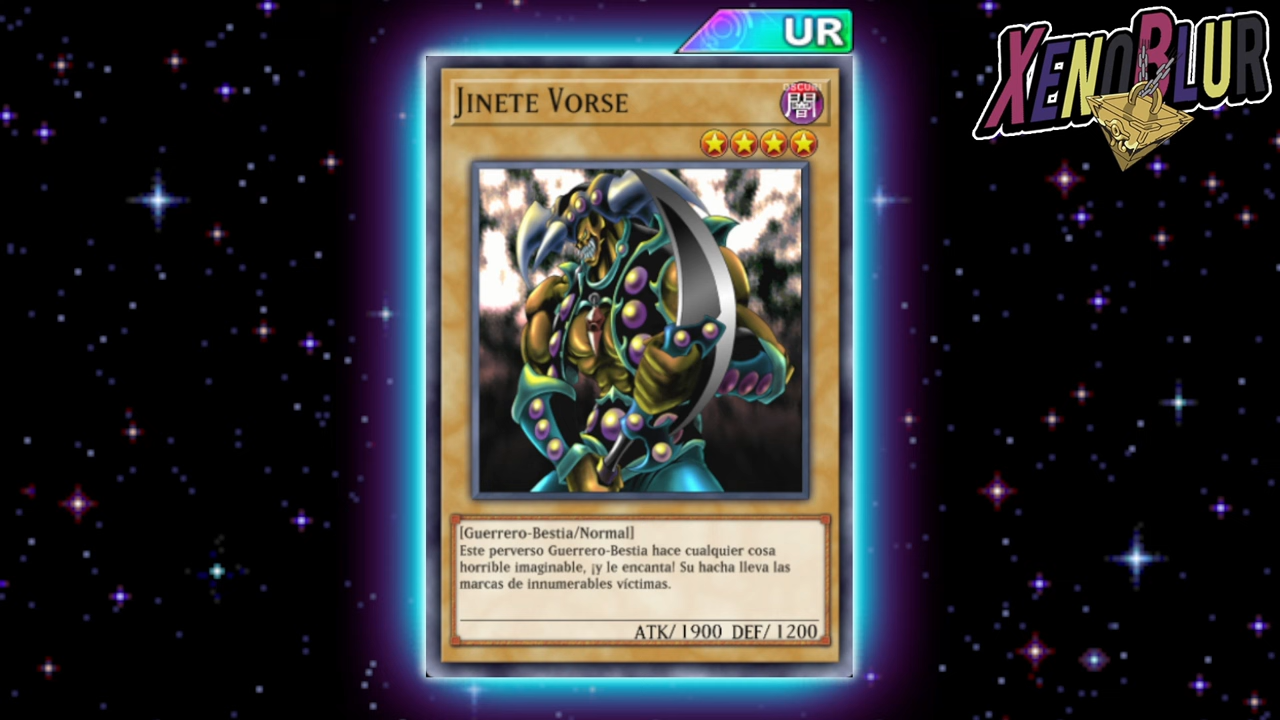 UR
XENOBLUR
JINETE VORSE
OSCURI
闇
[Guerrero-Bestia/Normal]
Este perverso Guerrero-Bestia hace cualquier cosa
horrible imaginable, ¡y le encanta! Su hacha lleva las
marcas de innumerables víctimas.
ATK/ 1900 DEF/ 1200